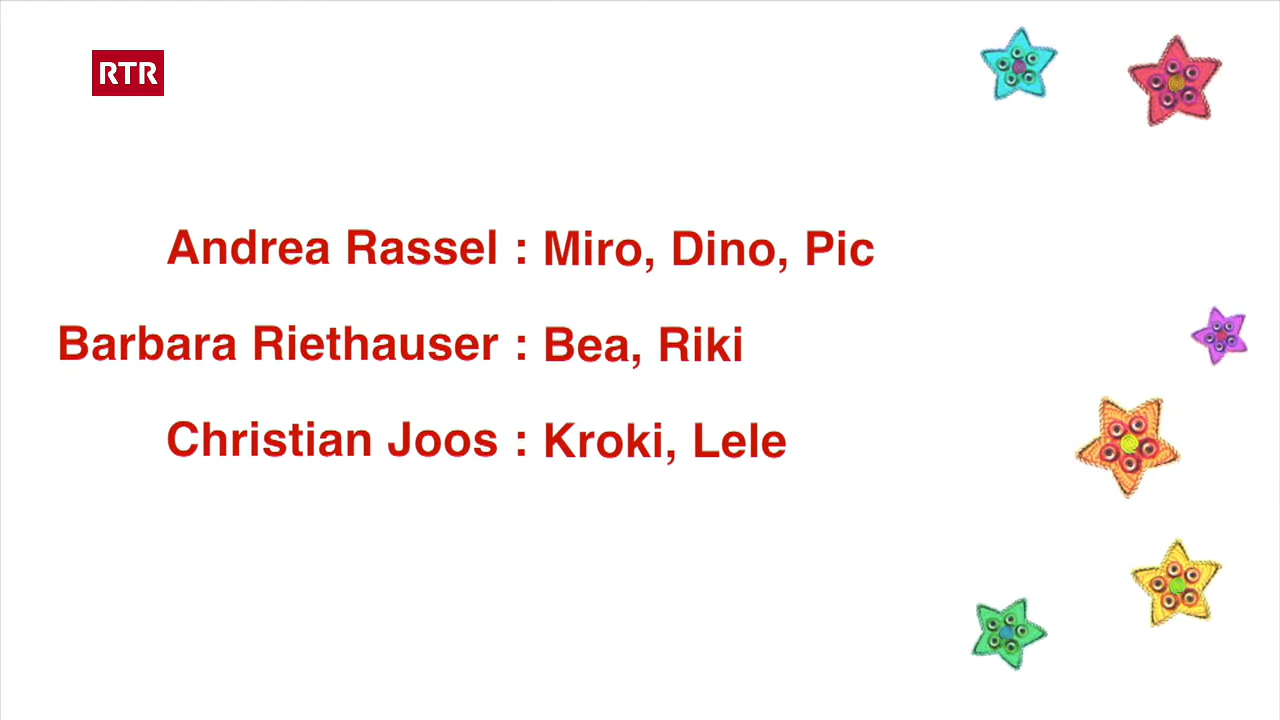 RTR
Andrea Rassel : Miro, Dino, Pic
Barbara Riethauser : Bea, Riki
Christian Joos : Kroki, Lele